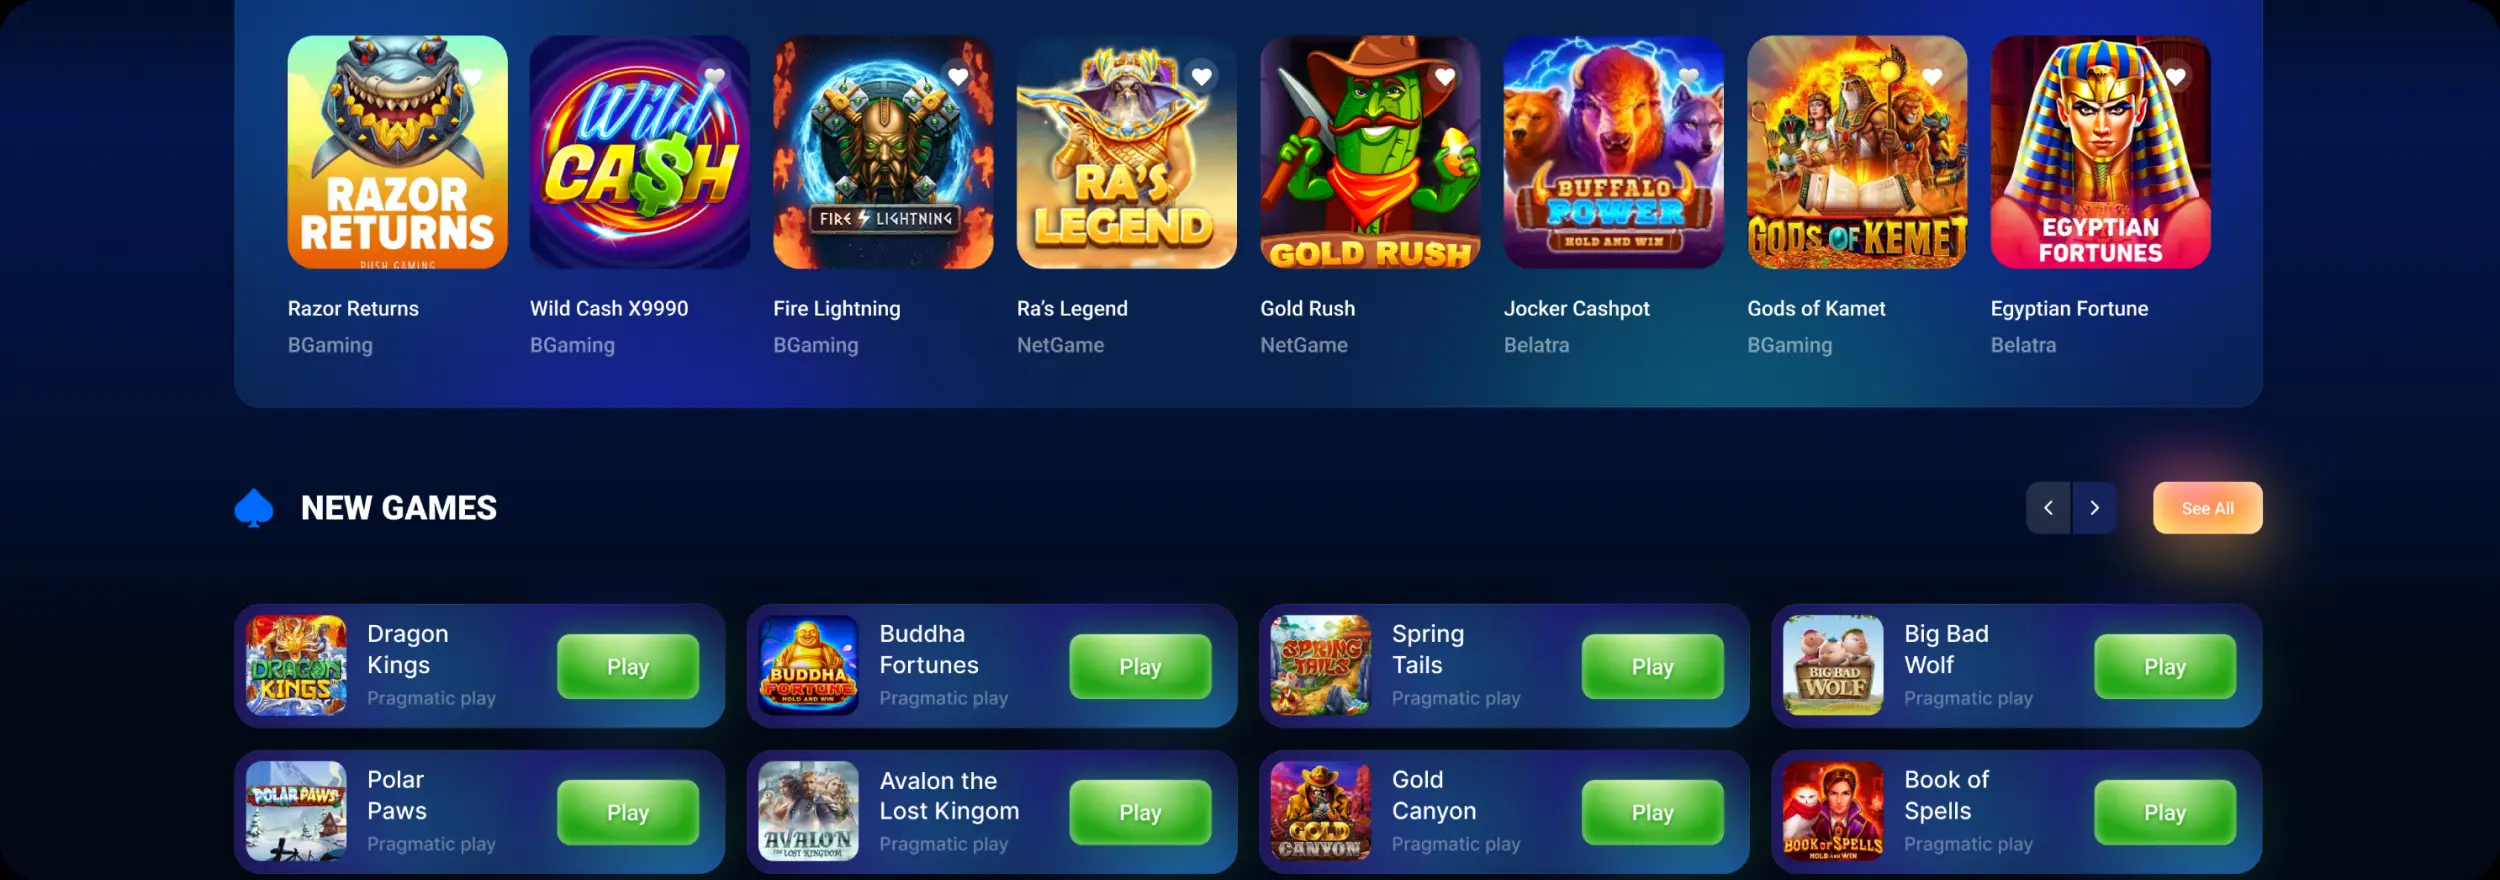 RAZOR
RETURNS
PUSH GAMING
Wild
CA$H
FIRE LIGHTNING
RA'S
LEGEND
GOLD RUSH
BUFFALO
POWER
HOLD AND WIN
GODS OF KEMET
EGYPTIAN
FORTUNES
Razor Returns
Wild Cash X9990
Fire Lightning
Ra’s Legend
Gold Rush
Jocker Cashpot
Gods of Kamet
Egyptian Fortune
BGaming
BGaming
BGaming
NetGame
NetGame
Belatra
BGaming
Belatra
NEW GAMES
See All
DRAGON
KINGS
Dragon
Kings
Pragmatic play
Play
BUDDHA
FORTUNE
HOLD AND WIN
Buddha
Fortunes
Pragmatic play
Play
SPRING
TAILS
Spring
Tails
Pragmatic play
Play
BIG BAD
WOLF
Big Bad
Wolf
Pragmatic play
Play
POLAR PAWS
Polar
Paws
Pragmatic play
Play
AVALON
THE LOST KINGDOM
Avalon the
Lost Kingom
Pragmatic play
Play
GOLD
CANYON
Gold
Canyon
Pragmatic play
Play
BOOK OF SPELLS
HOLD AND WIN
Book of
Spells
Pragmatic play
Play